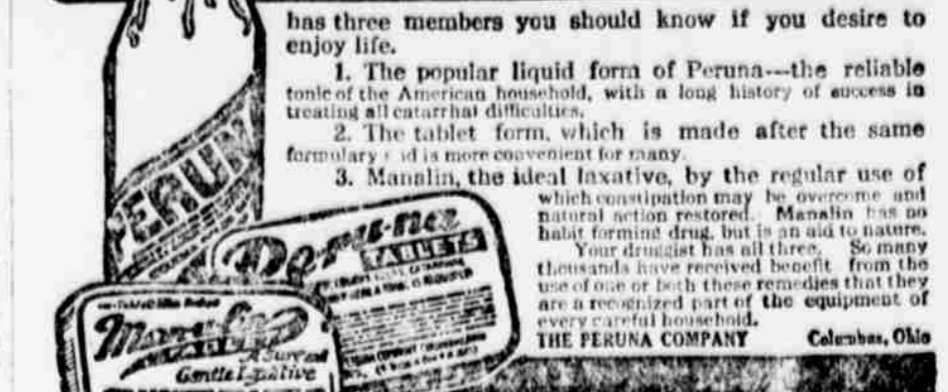 has three members you should know if you desire to
enjoy life.
1. The popular liquid form of Peruna—the reliable
tonic of the American household, with a long history of success in
treating all catarrhal difficulties.
2. The tablet form, which is made after the same
formulary and is more convenient for many.
3. Manalin, the ideal laxative, by the regular use of
which constipation may be overcome and
natural action restored. Manalin has no
habit forming drug, but is an aid to nature.
Your druggist has all three. So many
thousands have received benefit from the
use of one or both these remedies that they
are a recognized part of the equipment of
every careful household.
THE PERUNA COMPANY Columbus, Ohio
PERUNA
Pe-ru-na
TABLETS
Manalin
Gentle Laxative